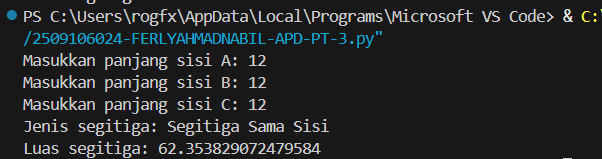 PS C:\Users\rogfx\AppData\Local\Programs\Microsoft VS Code> & C:\
/2509106024-FERLYAHMADNABIL-APD-PT-3.py"
Masukkan panjang sisi A: 12
Masukkan panjang sisi B: 12
Masukkan panjang sisi C: 12
Jenis segitiga: Segitiga Sama Sisi
Luas segitiga: 62.353829072479584